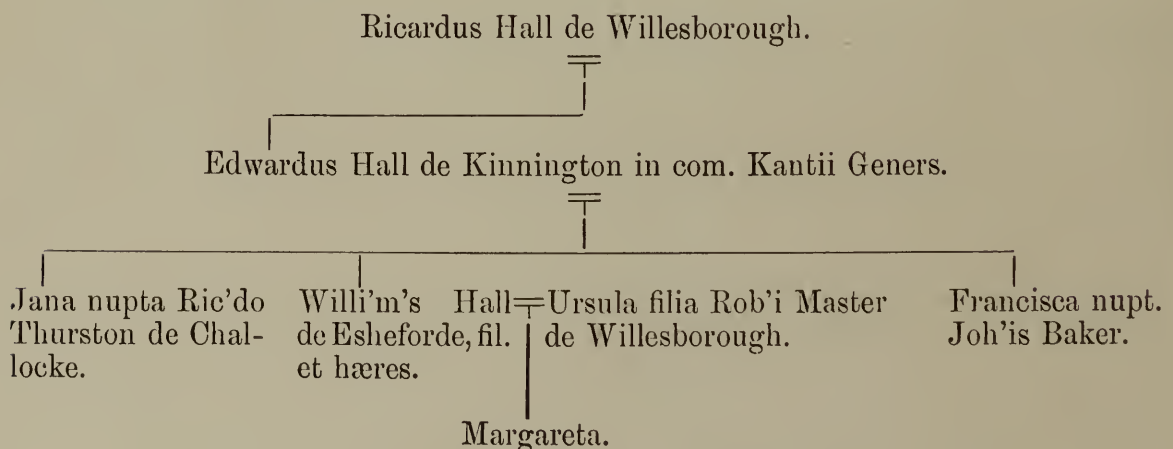 Ricardus Hall de Willesborough.
Edwardus Hall de Kinnington in com. Kantii Geners.
Jana nupta Ric'do
Thurston de Chal-
locke.
Willi'm's Hall
de Esheforde, fil.
et hæres.
Ursula filia Rob'i Master
de Willesborough.
Francisca nupt.
Joh'is Baker.
Margareta.